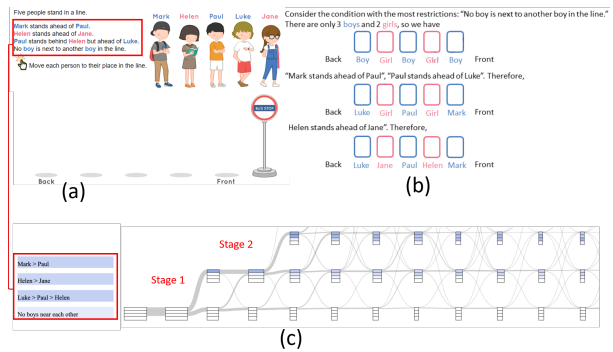 Five people stand in a line.
Mark stands ahead of Paul.
Helen stands ahead of Jane.
Paul stands behind Helen but ahead of Luke.
No boy is next to another boy in the line.
Move each person to their place in the line.
Mark Helen Paul Luke Jane
BUS STOP
Back Front
(a)
Consider the condition with the most restrictions: "No boy is next to another boy in the line."
There are only 3 boys and 2 girls, so we have
Back Boy Girl Boy Girl Boy Front
"Mark stands ahead of Paul", "Paul stands ahead of Luke". Therefore,
Back Luke Girl Paul Girl Mark Front
Helen stands ahead of Jane". Therefore,
Back Luke Jane Paul Helen Mark Front
(b)
Mark > Paul
Helen > Jane
Luke > Paul > Helen
No boys near each other
Stage 1
Stage 2
(c)